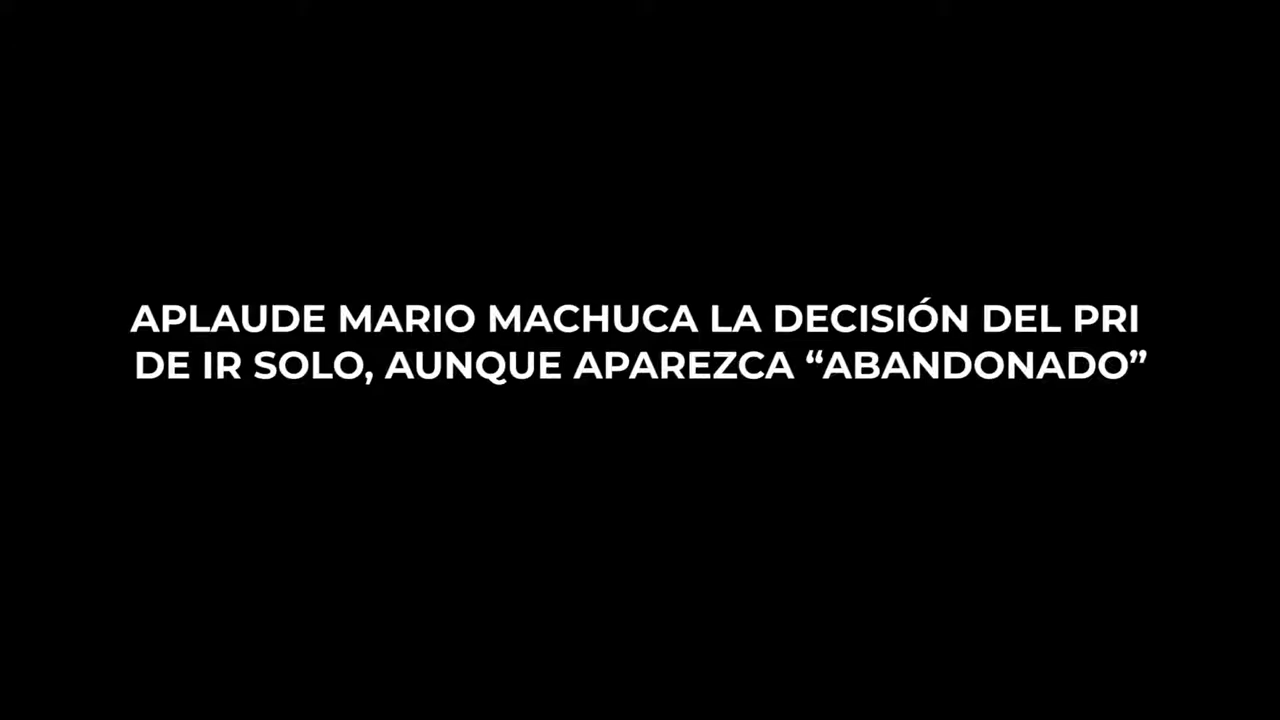 APLAUDE MARIO MACHUCA LA DECISIÓN DEL PRI
DE IR SOLO, AUNQUE APAREZCA “ABANDONADO”